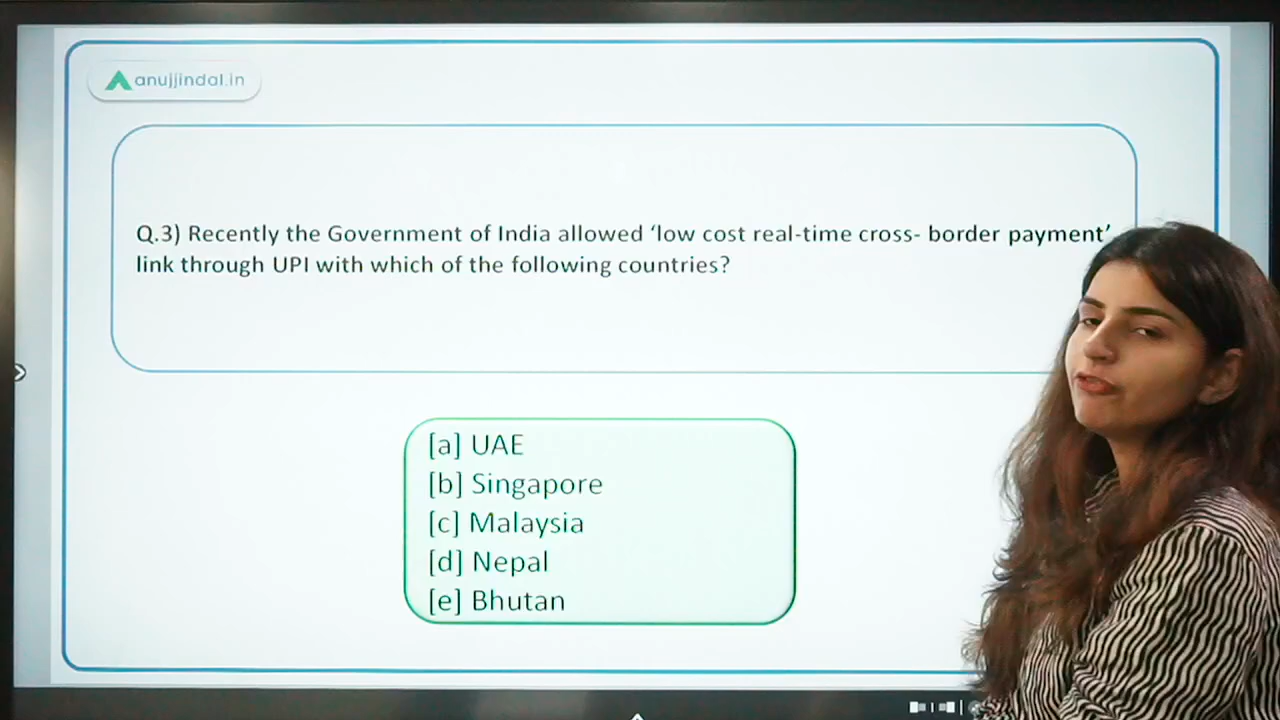 anujjindal.in
Q.3) Recently the Government of India allowed ‘low cost real-time cross- border payment’
link through UPI with which of the following countries?
[a] UAE
[b] Singapore
[c] Malaysia
[d] Nepal
[e] Bhutan